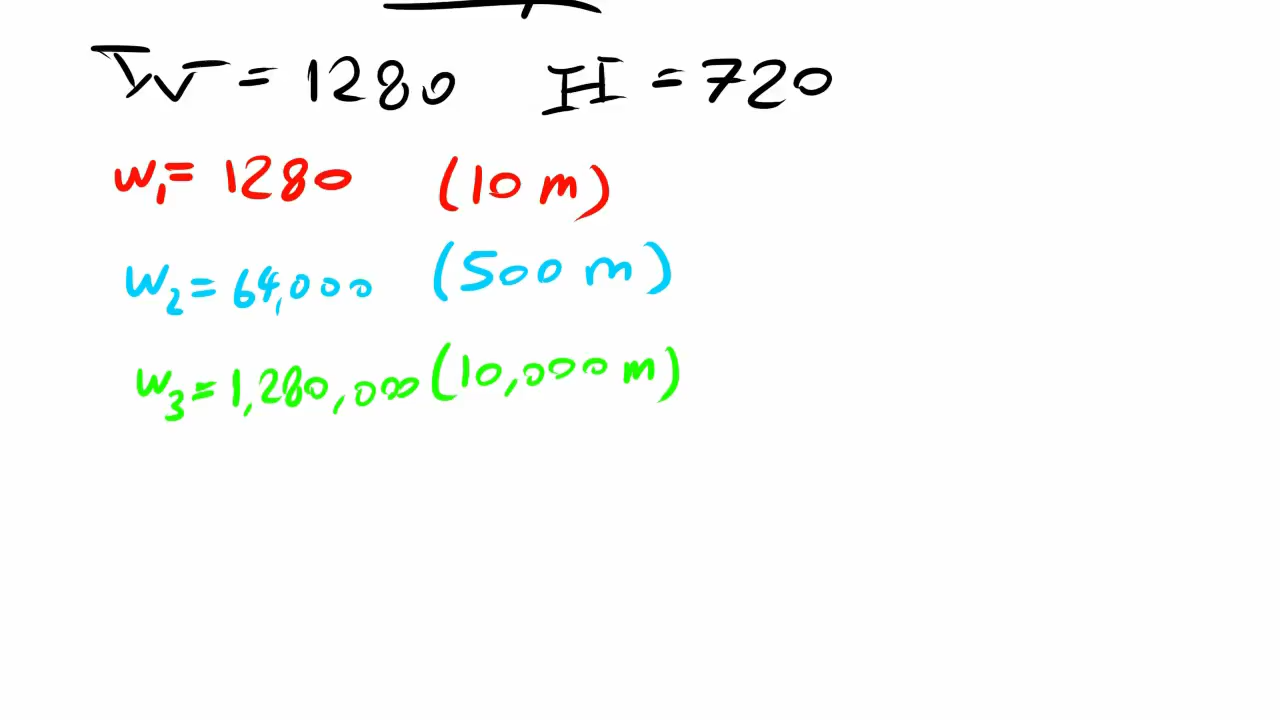 W = 1280 H = 720
w₁= 1280 (10 m)
w₂ = 64,000 (500 m)
w₃ = 1,280,000 (10,000 m)